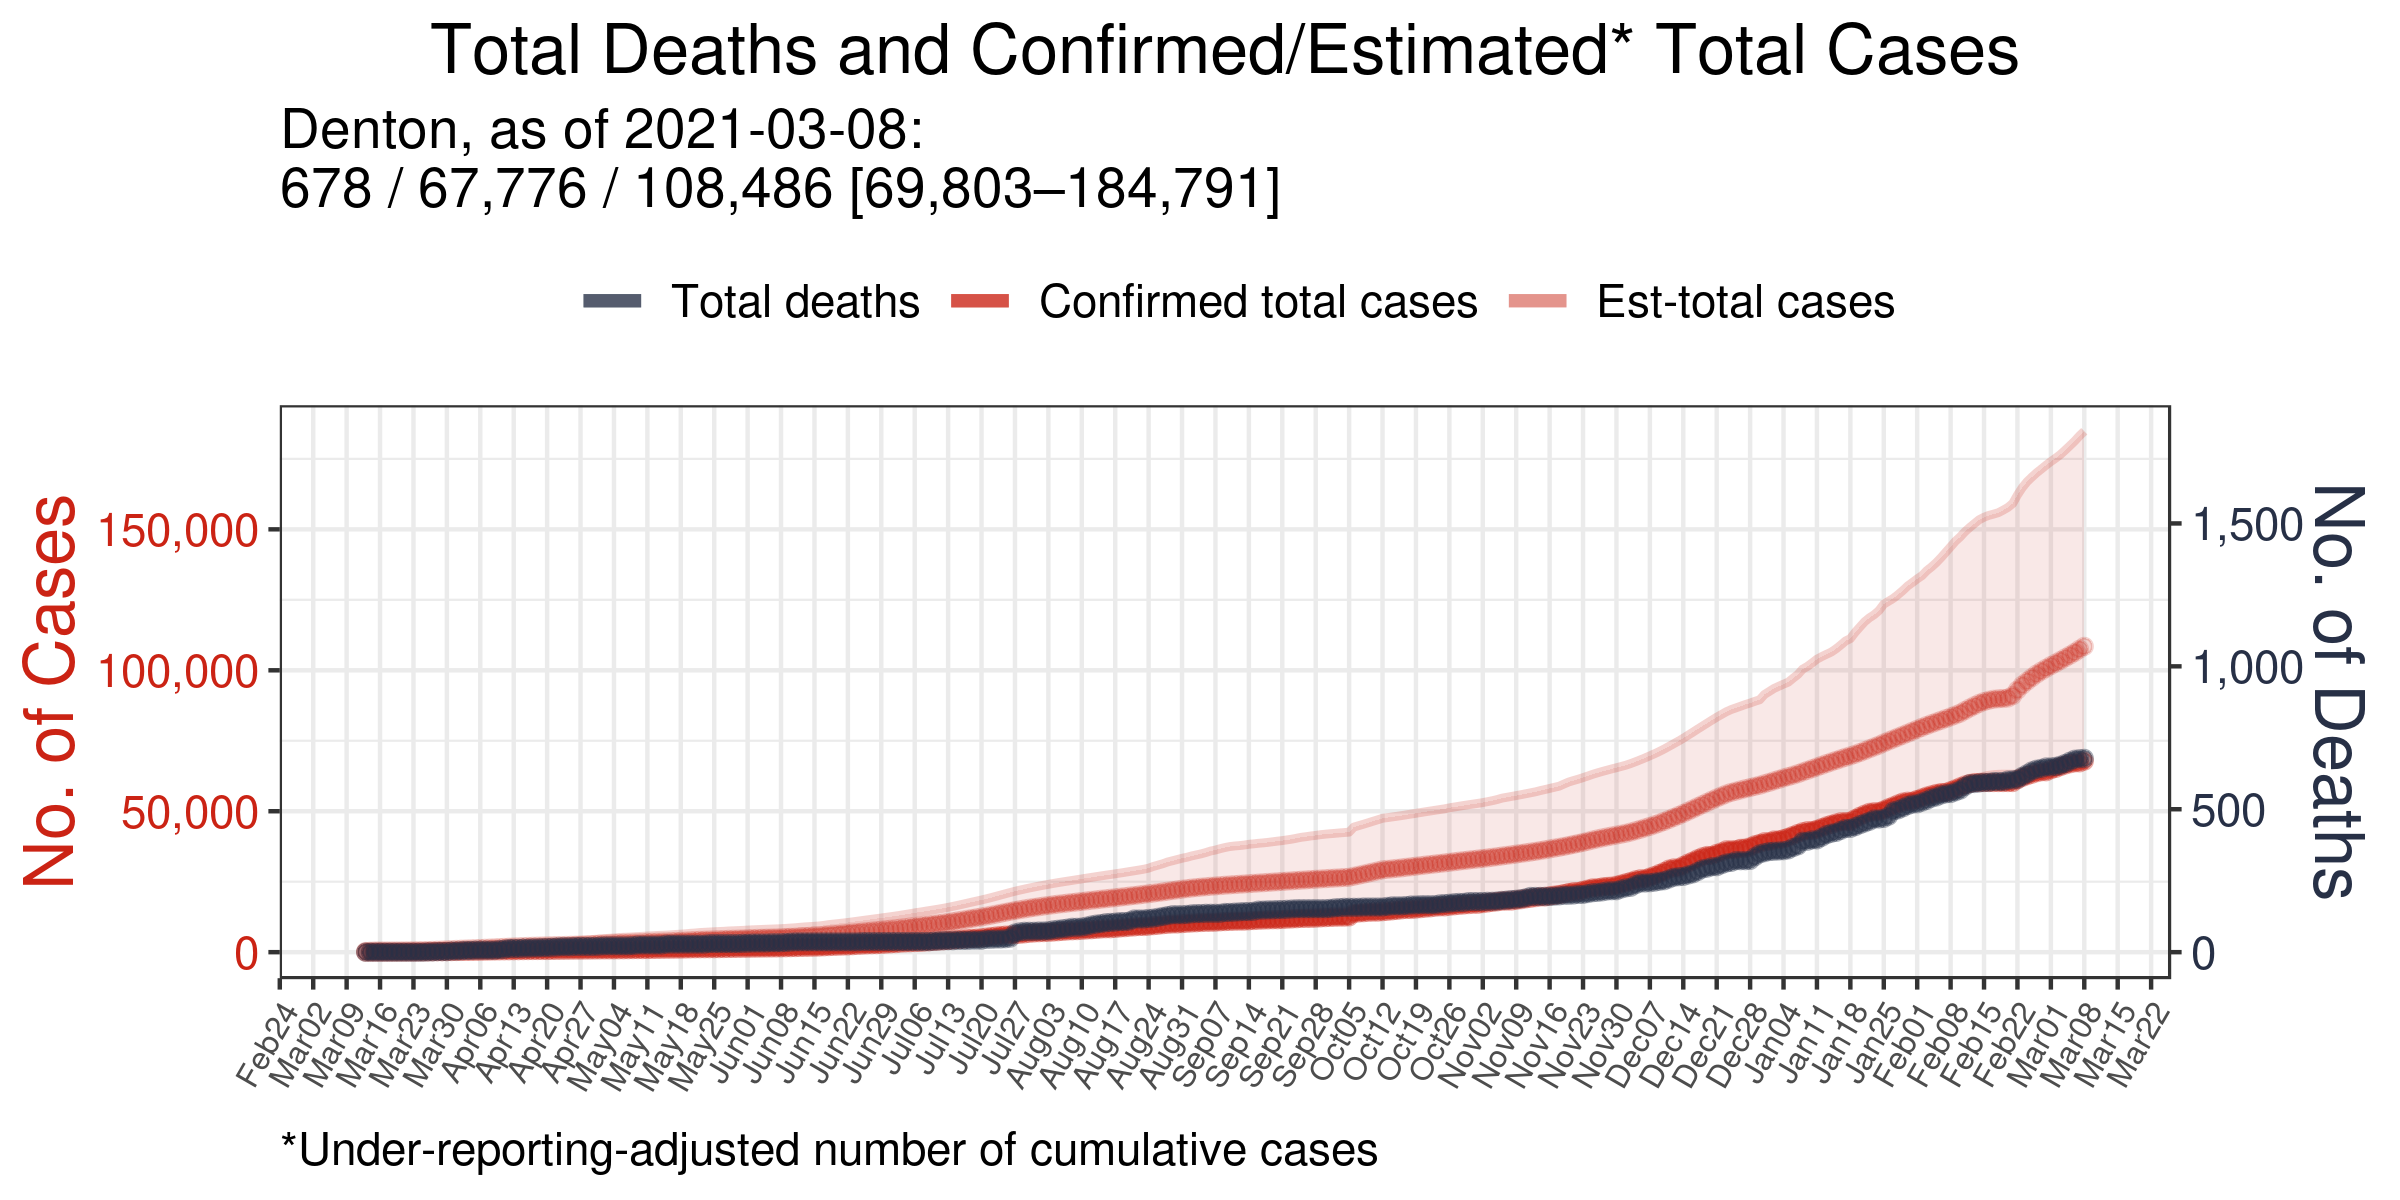 Total Deaths and Confirmed/Estimated* Total Cases
Denton, as of 2021-03-08:
678 / 67,776 / 108,486 [69,803–184,791]
Total deaths
Confirmed total cases
Est-total cases
No. of Cases
150,000
100,000
50,000
0
No. of Deaths
1,500
1,000
500
0
Feb24
Mar02
Mar09
Mar16
Mar23
Mar30
Apr06
Apr13
Apr20
Apr27
May04
May11
May18
May25
Jun01
Jun08
Jun15
Jun22
Jun29
Jul06
Jul13
Jul20
Jul27
Aug03
Aug10
Aug17
Aug24
Aug31
Sep07
Sep14
Sep21
Sep28
Oct05
Oct12
Oct19
Oct26
Nov02
Nov09
Nov16
Nov23
Nov30
Dec07
Dec14
Dec21
Dec28
Jan04
Jan11
Jan18
Jan25
Feb01
Feb08
Feb15
Feb22
Mar01
Mar08
Mar15
Mar22
*Under-reporting-adjusted number of cumulative cases